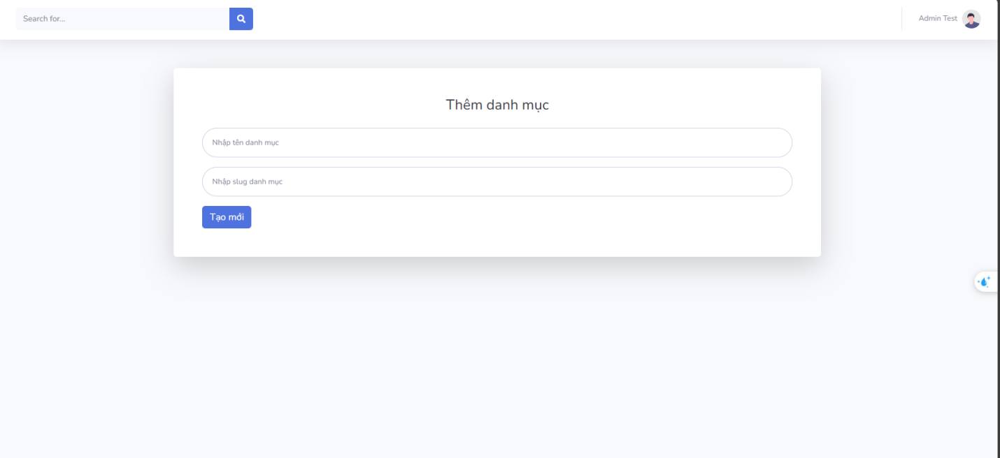 Search for...
Admin Test
Thêm danh mục
Nhập tên danh mục
Nhập slug danh mục
Tạo mới